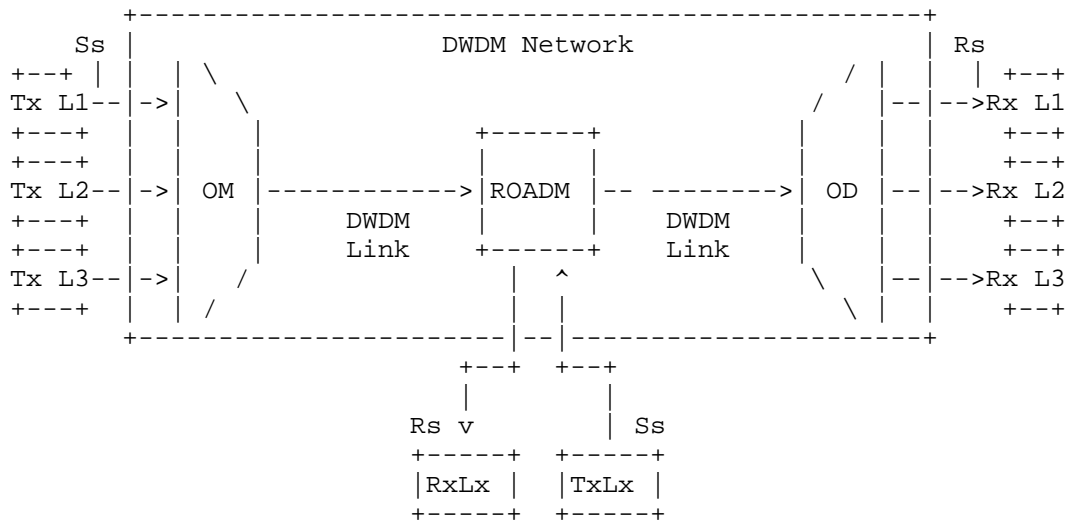 DWDM Network
Ss Rs
Tx L1 Rx L1
Tx L2 OM ROADM OD Rx L2
DWDM DWDM
Link Link
Tx L3 Rx L3
Rs v Ss
RxLx TxLx